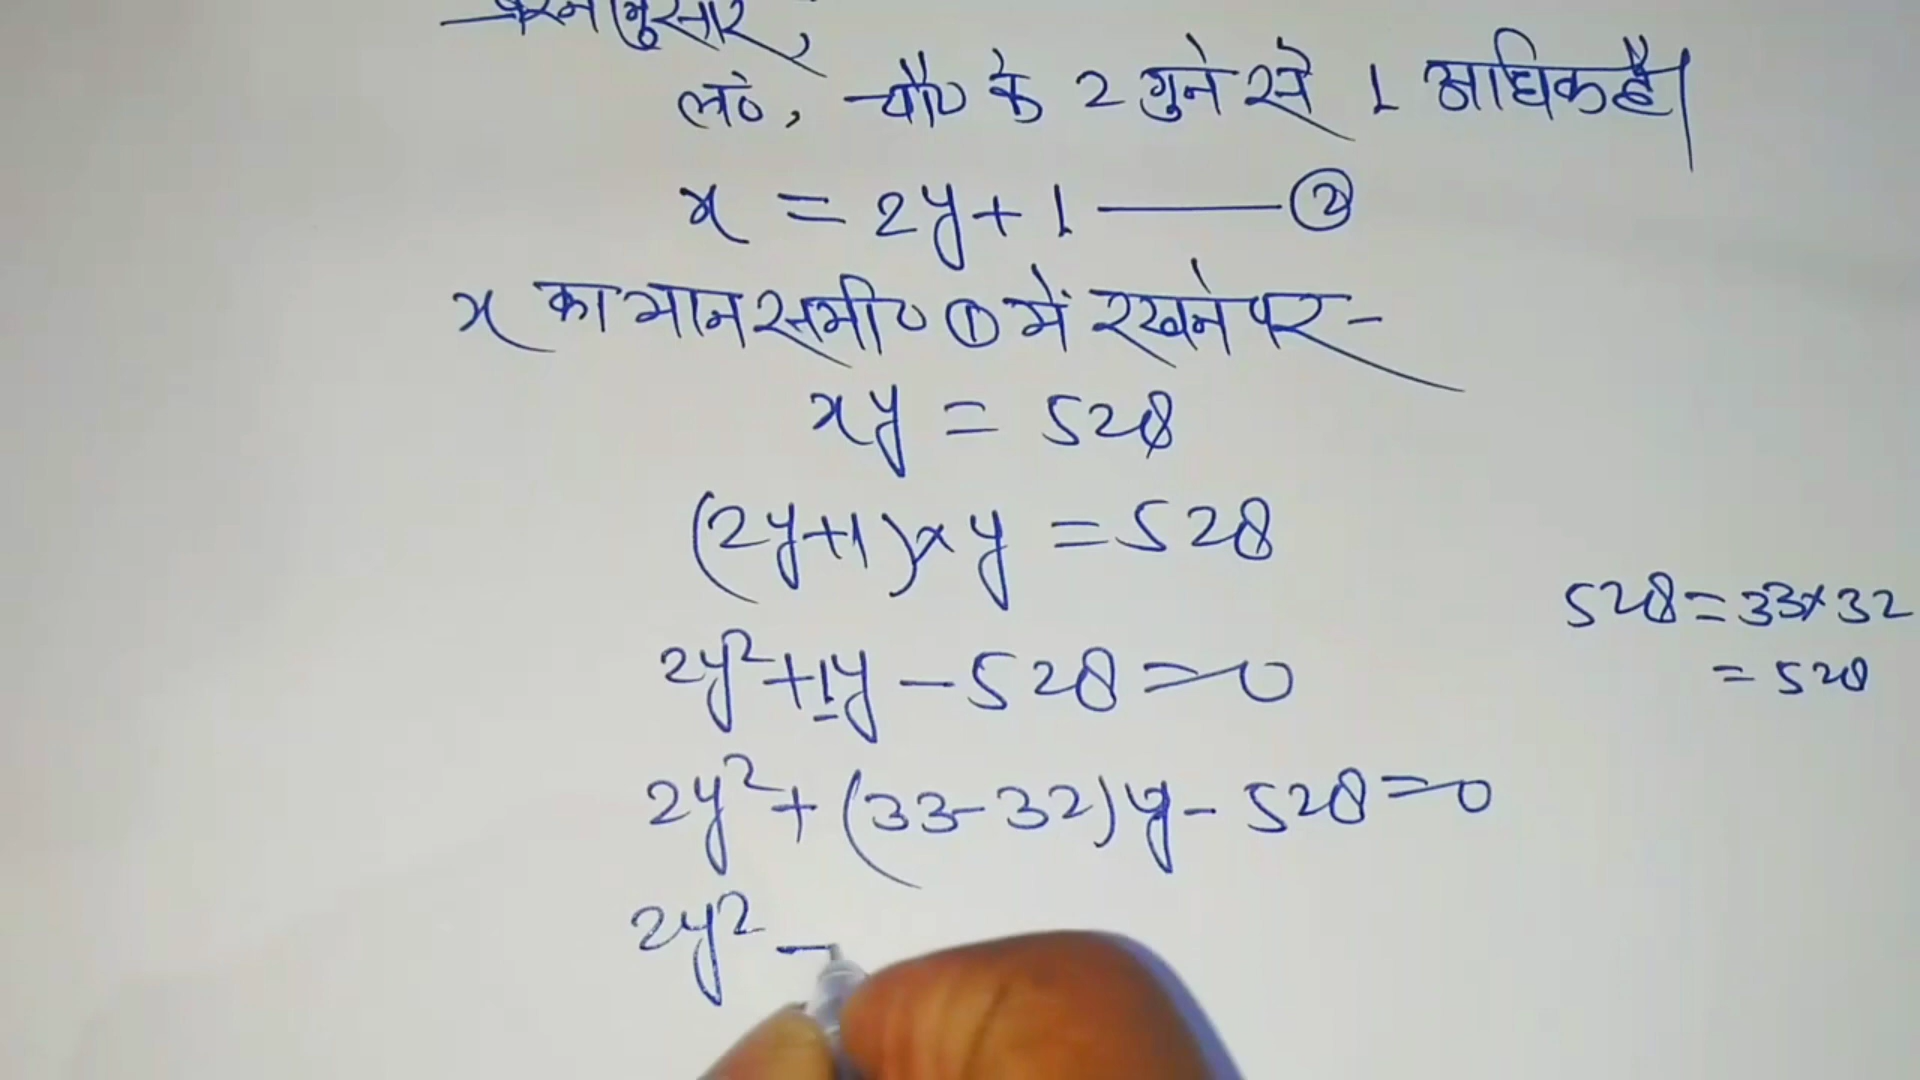 प्रश्नानुसार,
लं०, चौ० के 2 गुने से 1 अधिक है।
x = 2y+1 —— ②
x का मान समी० ① में रखने पर -
xy = 528
(2y+1)×y = 528
2y²+1y - 528 = 0
528 = 33×32
= 528
2y²+(33-32)y - 528 = 0
2y² -